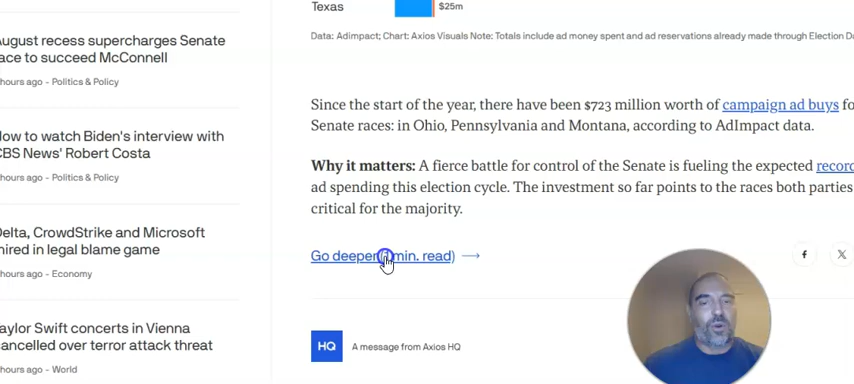 Texas
$25m
Data: Adimpact; Chart: Axios Visuals Note: Totals include ad money spent and ad reservations already made through Election Da
August recess supercharges Senate
ace to succeed McConnell
hours ago - Politics & Policy
How to watch Biden's interview with
CBS News' Robert Costa
hours ago - Politics & Policy
Delta, CrowdStrike and Microsoft
mired in legal blame game
hours ago - Economy
aylor Swift concerts in Vienna
cancelled over terror attack threat
hours ago - World
Since the start of the year, there have been $723 million worth of campaign ad buys fo
Senate races: in Ohio, Pennsylvania and Montana, according to AdImpact data.
Why it matters: A fierce battle for control of the Senate is fueling the expected record
ad spending this election cycle. The investment so far points to the races both parties
critical for the majority.
Go deeper min. read) →
f X
HQ A message from Axios HQ